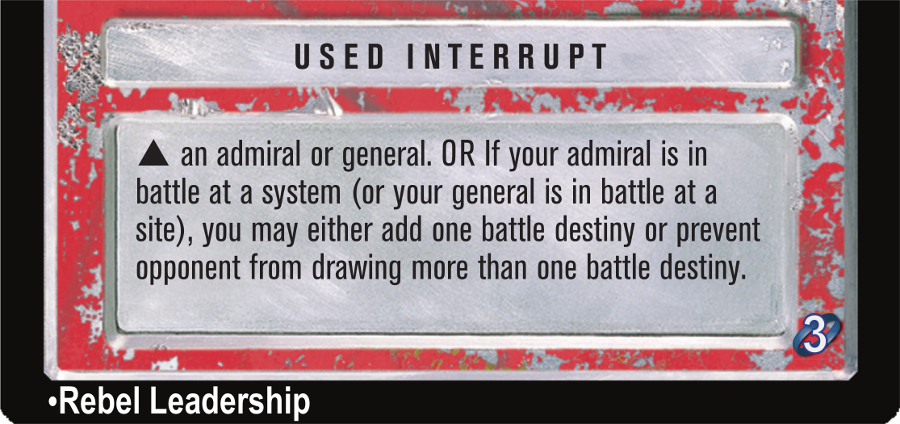 USED INTERRUPT
▲ an admiral or general. OR If your admiral is in
battle at a system (or your general is in battle at a
site), you may either add one battle destiny or prevent
opponent from drawing more than one battle destiny.
3
•Rebel Leadership